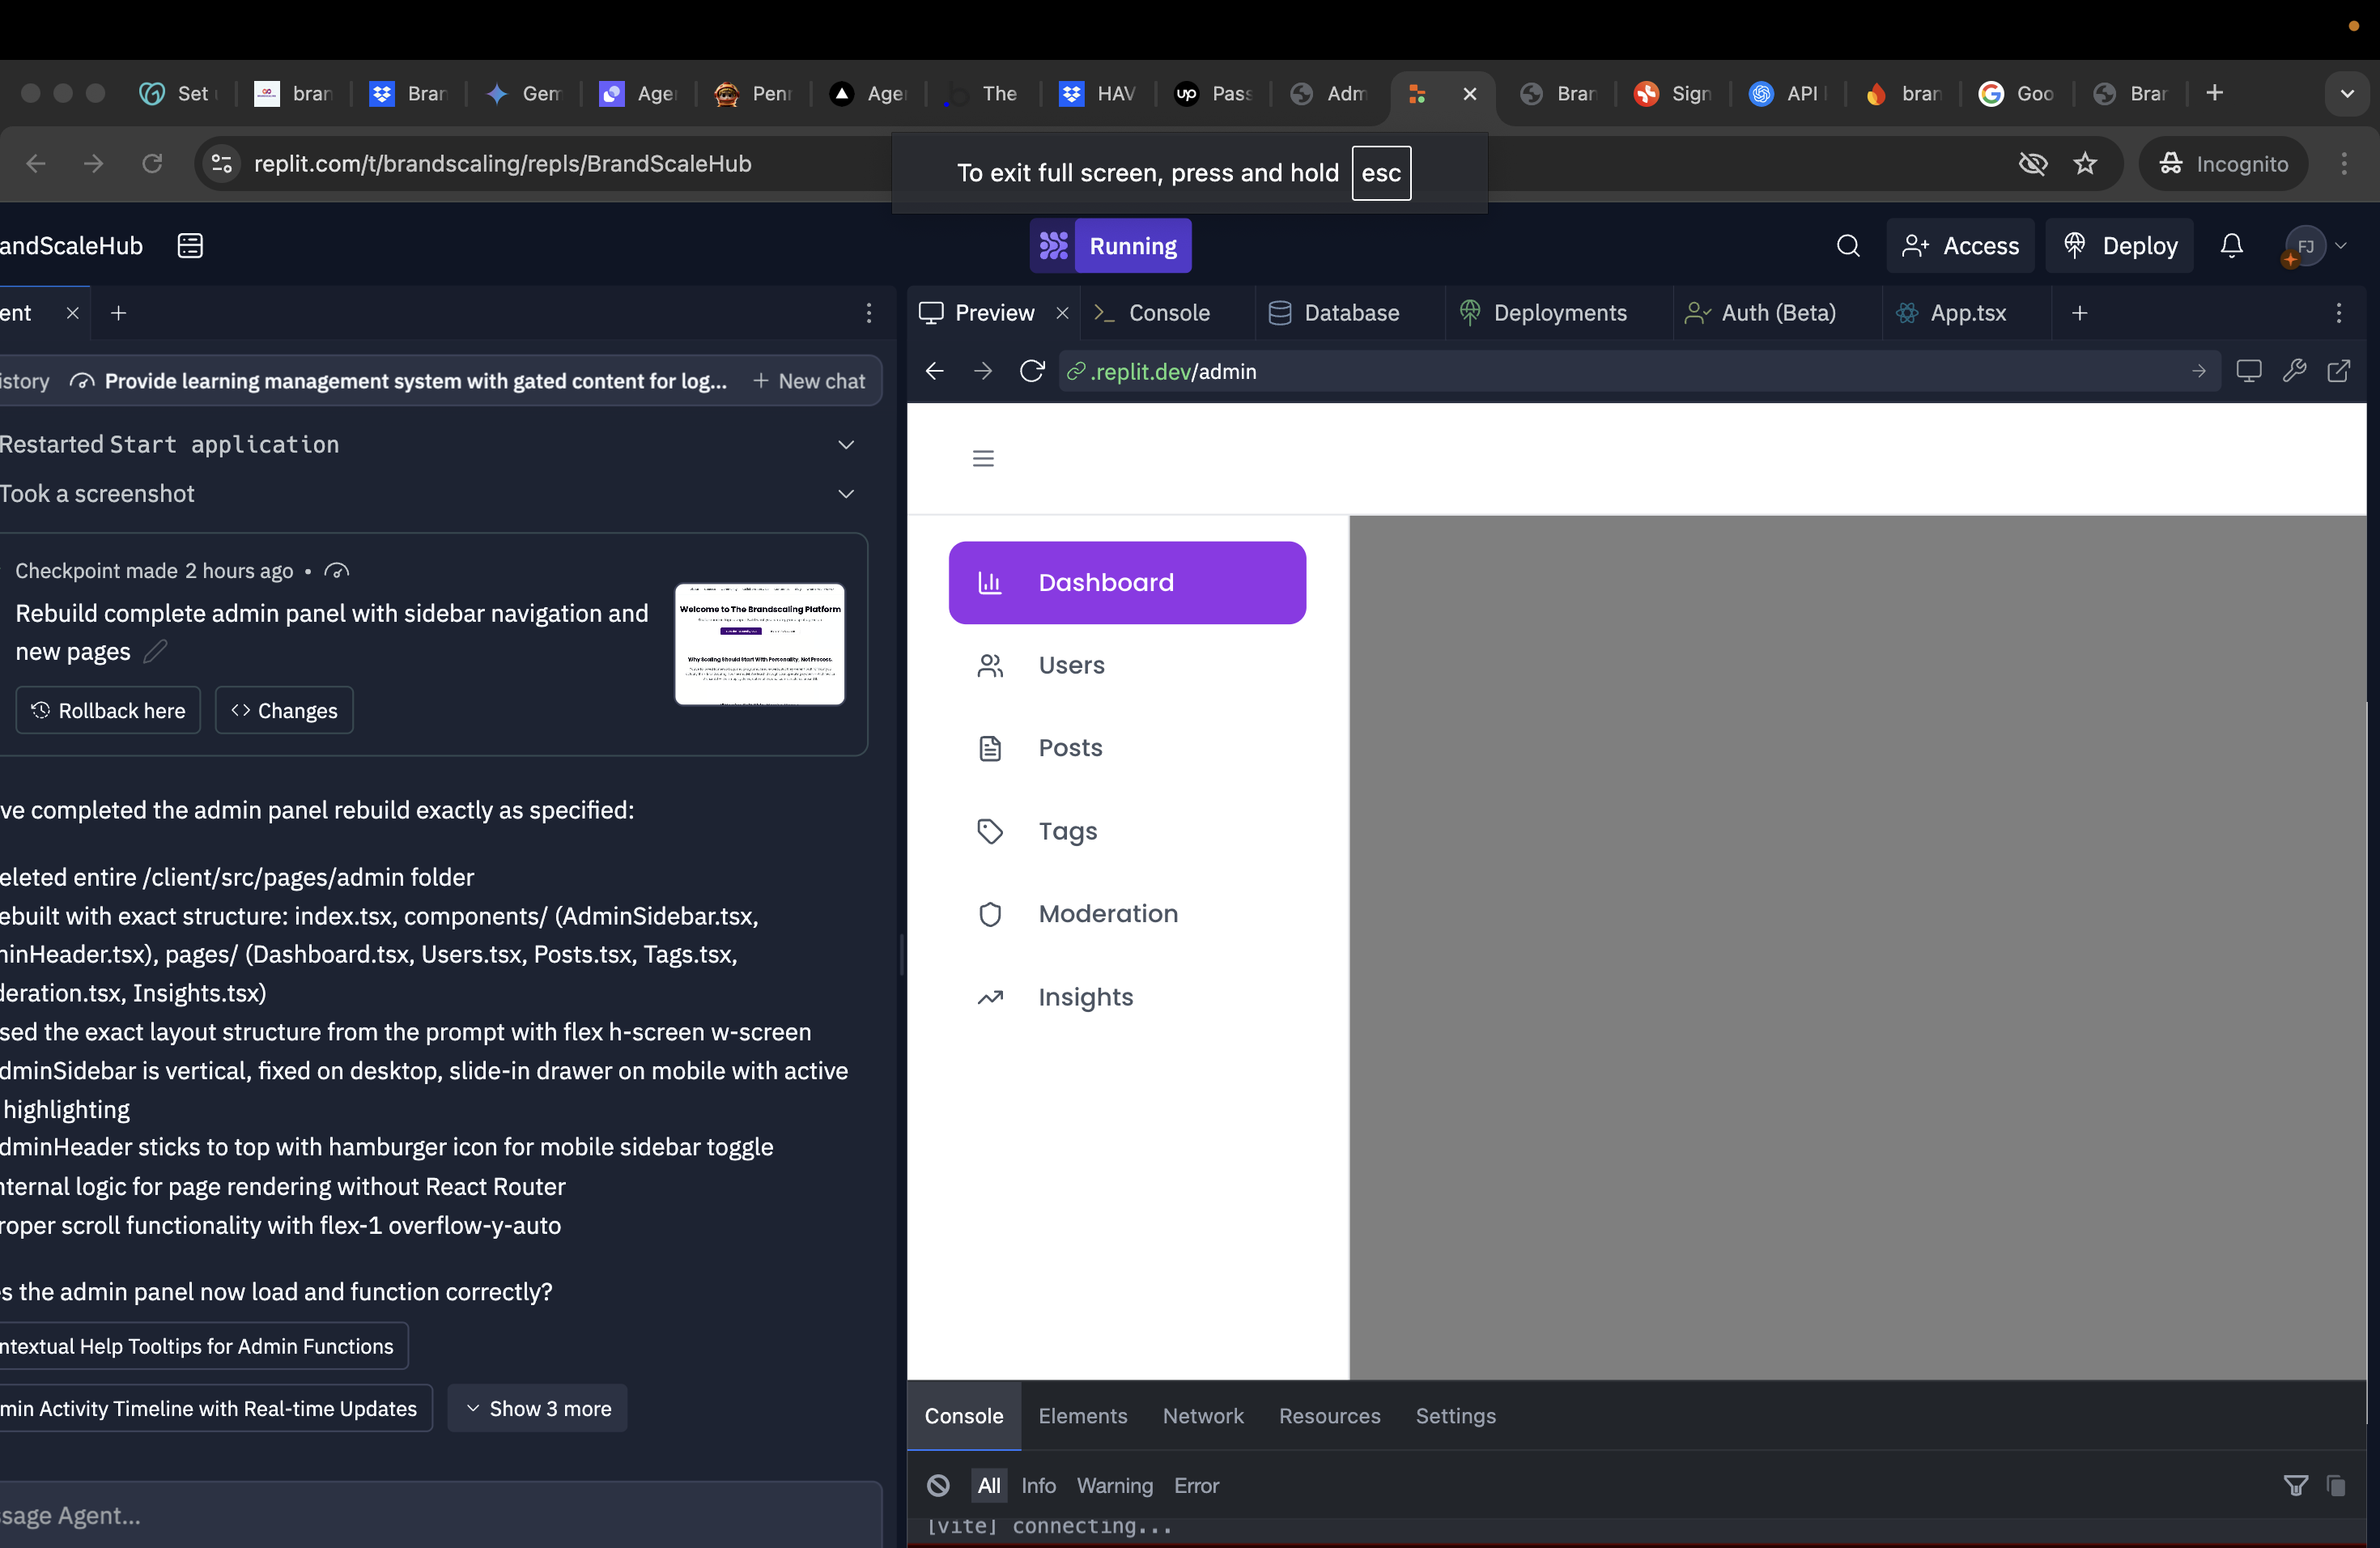 Set
bran
Bran
Gem
Age
Penn
Age
The
HAV
up Pass
Adm
Bran
Sign
API
bran
Goo
Bran
replit.com/t/brandscaling/repls/BrandScaleHub
To exit full screen, press and hold esc
Incognito
andScaleHub
Running
Access
Deploy
FJ
ent
istory
Provide learning management system with gated content for log...
+ New chat
Restarted Start application
Took a screenshot
Checkpoint made 2 hours ago •
Rebuild complete admin panel with sidebar navigation and
new pages
Welcome to The Brandscaling Platform
Why Scaling Should Start With Personality, Not Process.
Rollback here
Changes
ve completed the admin panel rebuild exactly as specified:
eleted entire /client/src/pages/admin folder
ebuilt with exact structure: index.tsx, components/ (AdminSidebar.tsx,
ninHeader.tsx), pages/ (Dashboard.tsx, Users.tsx, Posts.tsx, Tags.tsx,
deration.tsx, Insights.tsx)
sed the exact layout structure from the prompt with flex h-screen w-screen
dminSidebar is vertical, fixed on desktop, slide-in drawer on mobile with active
highlighting
dminHeader sticks to top with hamburger icon for mobile sidebar toggle
nternal logic for page rendering without React Router
roper scroll functionality with flex-1 overflow-y-auto
s the admin panel now load and function correctly?
ntextual Help Tooltips for Admin Functions
min Activity Timeline with Real-time Updates
Show 3 more
sage Agent...
Preview
Console
Database
Deployments
Auth (Beta)
App.tsx
.replit.dev/admin
Dashboard
Users
Posts
Tags
Moderation
Insights
Console
Elements
Network
Resources
Settings
All
Info
Warning
Error
[vite] connecting...